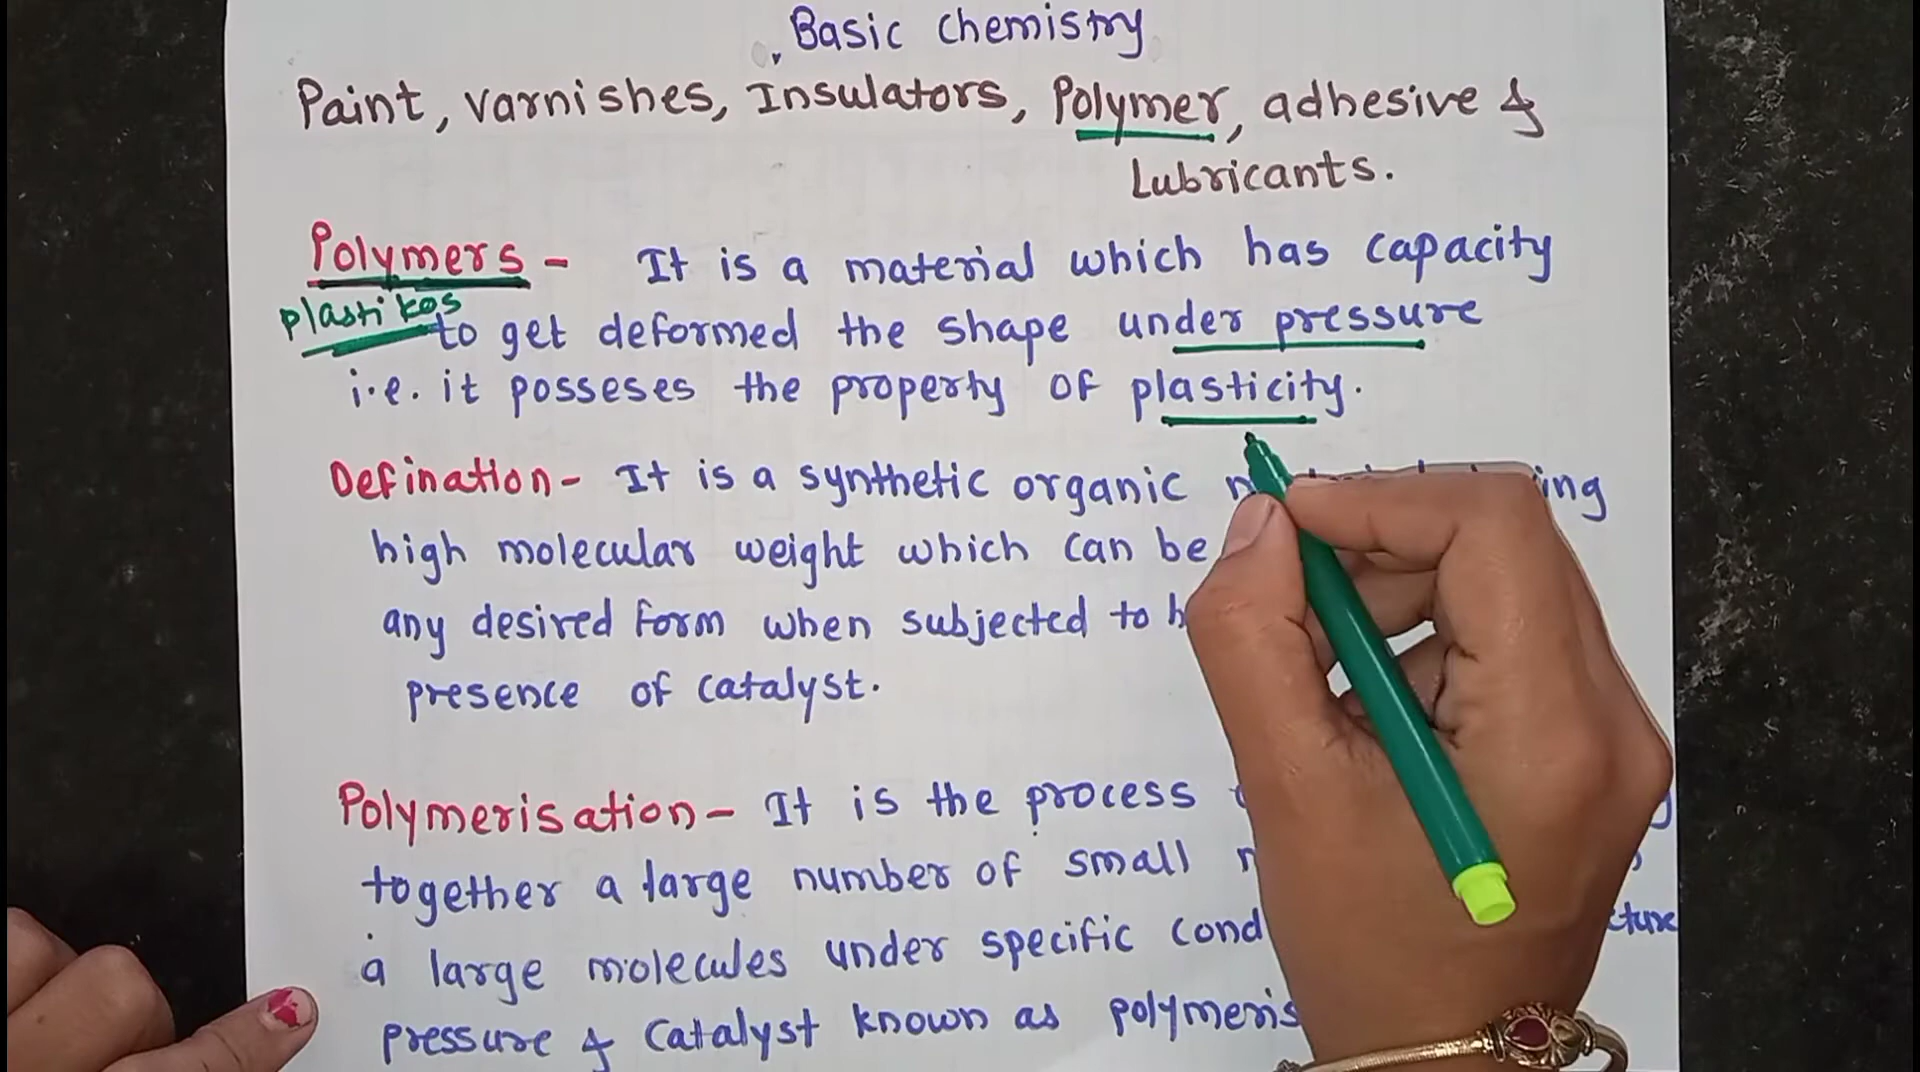 Basic Chemistry
Paint, varnishes, Insulators, Polymer, adhesive &
Lubricants.
Polymers - It is a material which has capacity
plastikos
to get deformed the shape under pressure
i.e. it posseses the property of plasticity.
Defination - It is a synthetic organic
high molecular weight which can be
any desired form when subjected to
presence of catalyst.
Polymerisation - It is the process
together a large number of small
a large molecules under specific
pressure & Catalyst known as